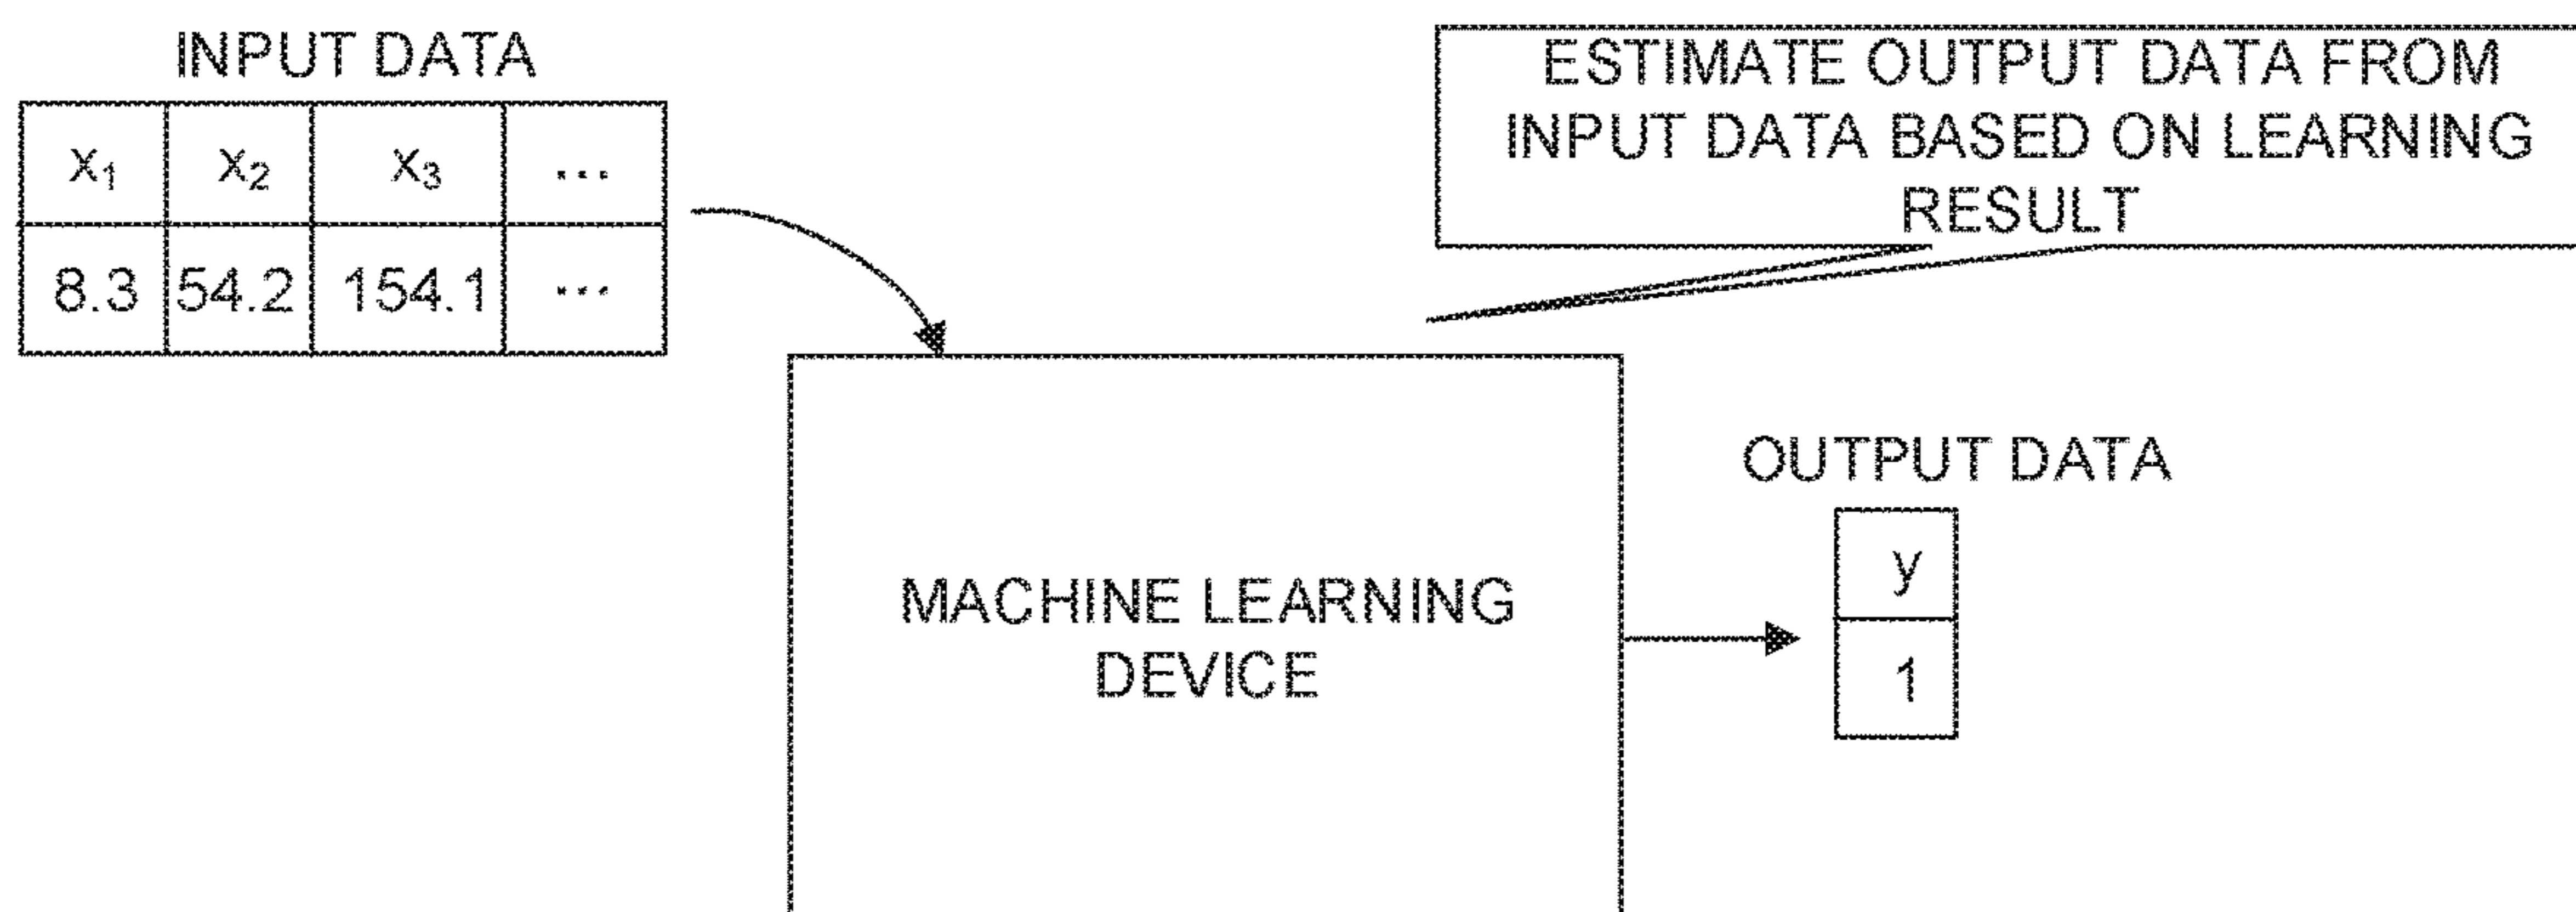 INPUT DATA
x₁ x₂ x₃ ...
8.3 54.2 154.1 ...
ESTIMATE OUTPUT DATA FROM
INPUT DATA BASED ON LEARNING
RESULT
MACHINE LEARNING
DEVICE
OUTPUT DATA
y
1